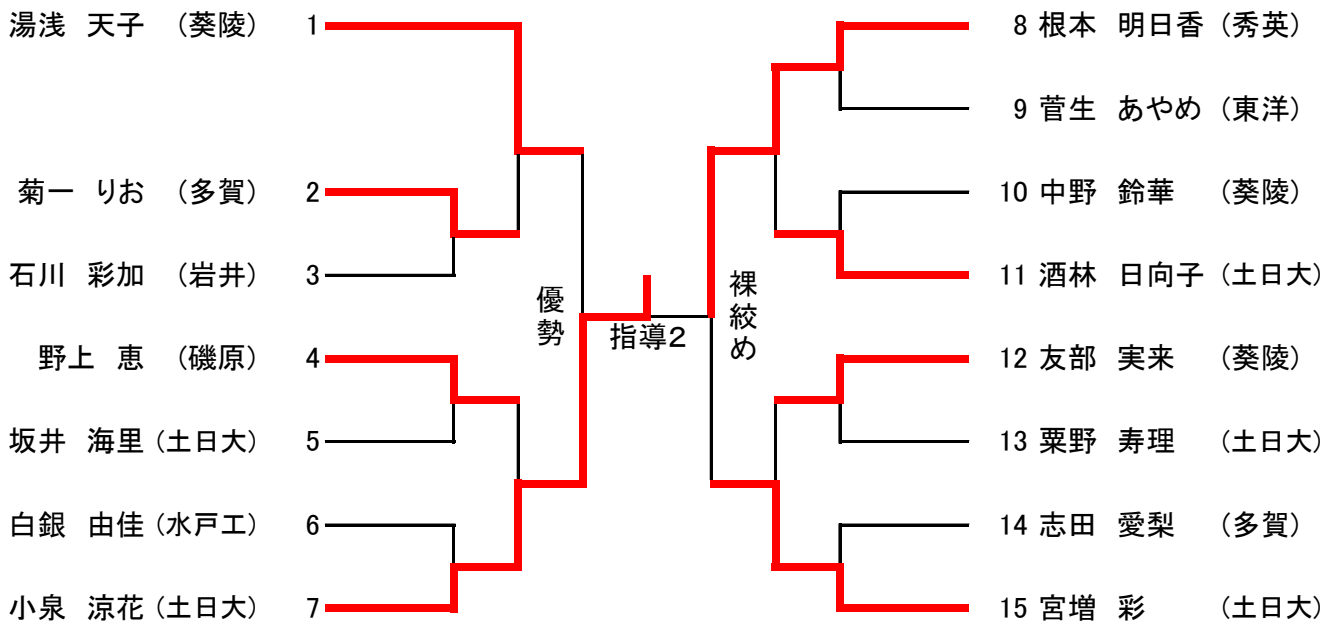 湯浅 天子 (葵陵) 1
菊一 りお (多賀) 2
石川 彩加 (岩井) 3
野上 恵 (磯原) 4
坂井 海里 (土日大) 5
白銀 由佳 (水戸工) 6
小泉 涼花 (土日大) 7
優勢
指導2
裸絞め
8 根本 明日香 (秀英)
9 菅生 あやめ (東洋)
10 中野 鈴華 (葵陵)
11 酒林 日向子 (土日大)
12 友部 実来 (葵陵)
13 粟野 寿理 (土日大)
14 志田 愛梨 (多賀)
15 宮増 彩 (土日大)